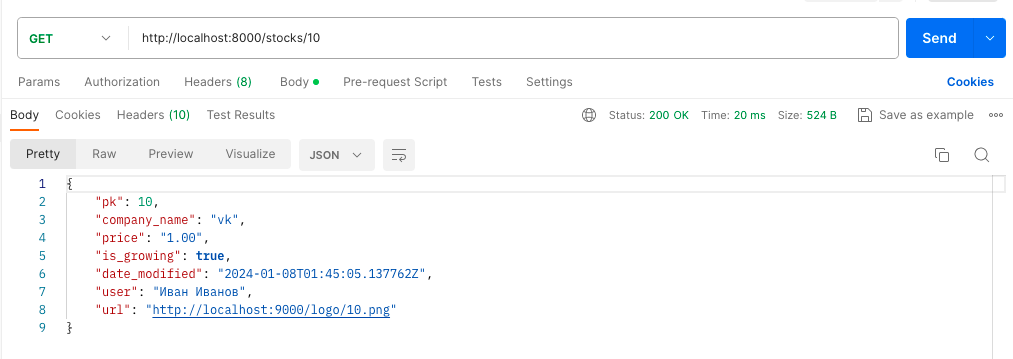 GET http://localhost:8000/stocks/10 Send
Params Authorization Headers (8) Body Pre-request Script Tests Settings Cookies
Body Cookies Headers (10) Test Results Status: 200 OK Time: 20 ms Size: 524 B Save as example
Pretty Raw Preview Visualize JSON
1 {
2 "pk": 10,
3 "company_name": "vk",
4 "price": "1.00",
5 "is_growing": true,
6 "date_modified": "2024-01-08T01:45:05.137762Z",
7 "user": "Иван Иванов",
8 "url": "http://localhost:9000/logo/10.png"
9 }